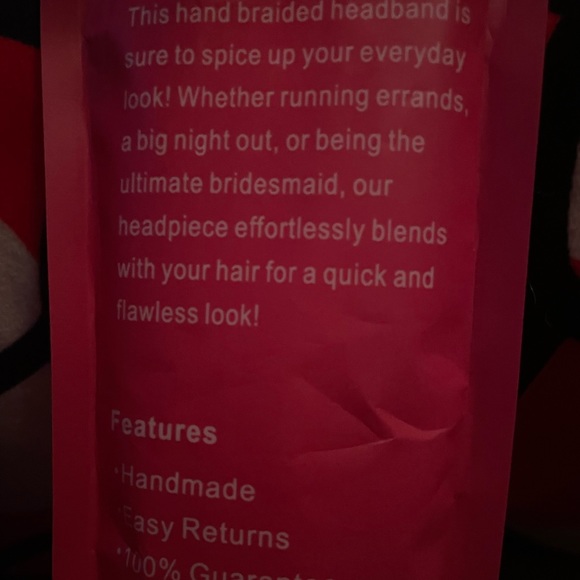 This hand braided headband is
sure to spice up your everyday
look! Whether running errands,
a big night out, or being the
ultimate bridesmaid, our
headpiece effortlessly blends
with your hair for a quick and
flawless look!
Features
·Handmade
·Easy Returns
·100%